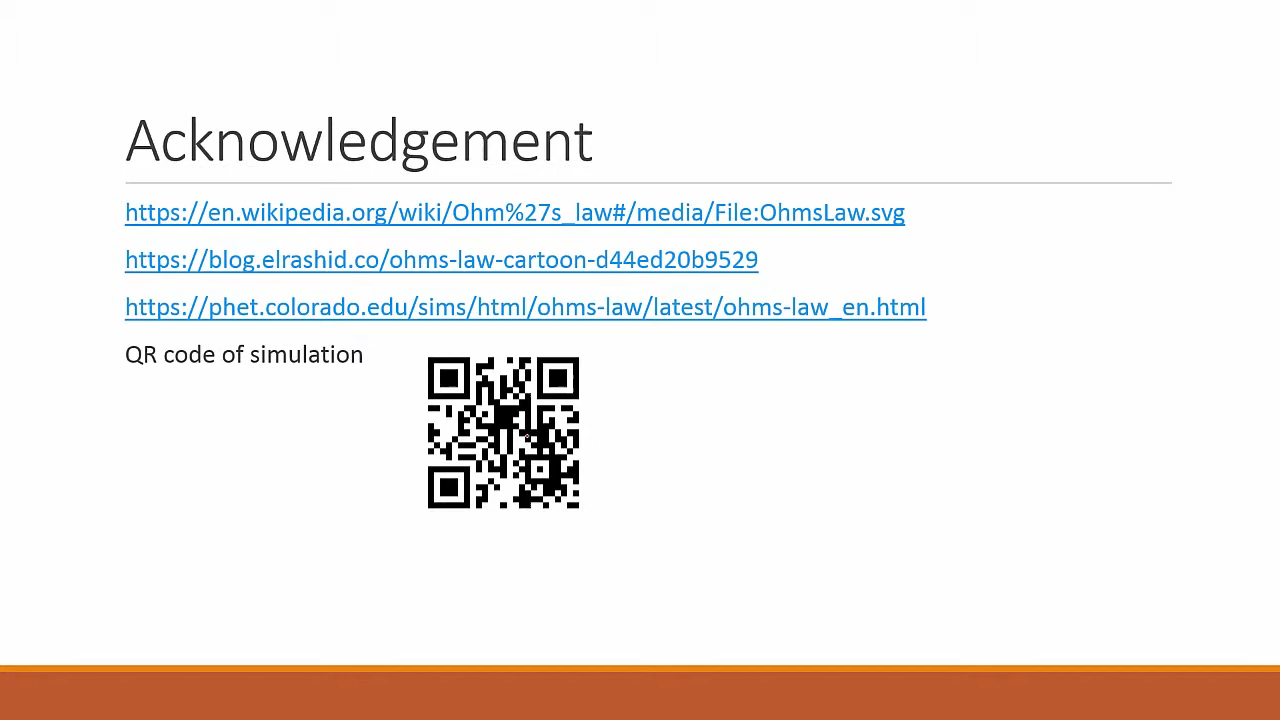 Acknowledgement
https://en.wikipedia.org/wiki/Ohm%27s_law#/media/File:OhmsLaw.svg
https://blog.elrashid.co/ohms-law-cartoon-d44ed20b9529
https://phet.colorado.edu/sims/html/ohms-law/latest/ohms-law_en.html
QR code of simulation